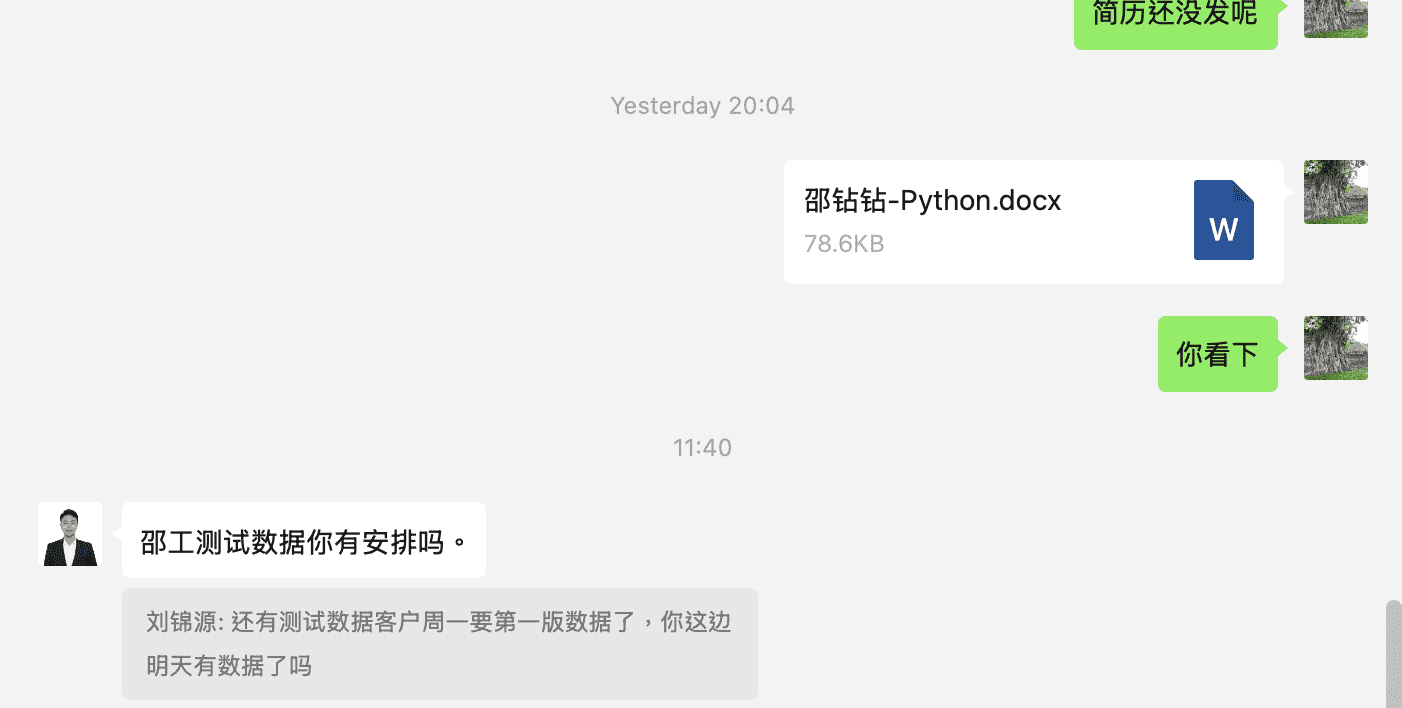 简历还没发呢
Yesterday 20:04
邵钻钻-Python.docx
78.6KB
W
你看下
11:40
邵工测试数据你有安排吗。
刘锦源: 还有测试数据客户周一要第一版数据了，你这边
明天有数据了吗